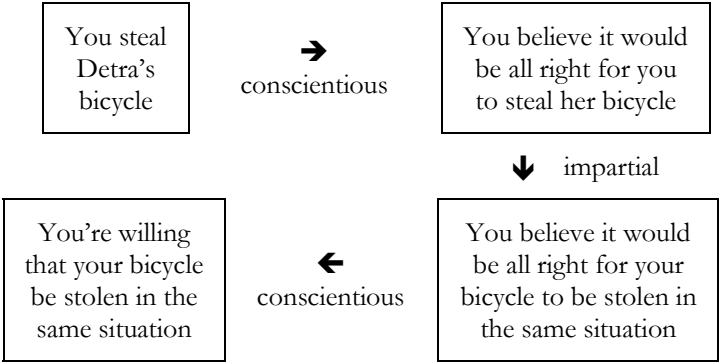 You steal
Detra's
bicycle
conscientious
You believe it would
be all right for you
to steal her bicycle
impartial
You believe it would
be all right for your
bicycle to be stolen in
the same situation
conscientious
You're willing
that your bicycle
be stolen in the
same situation